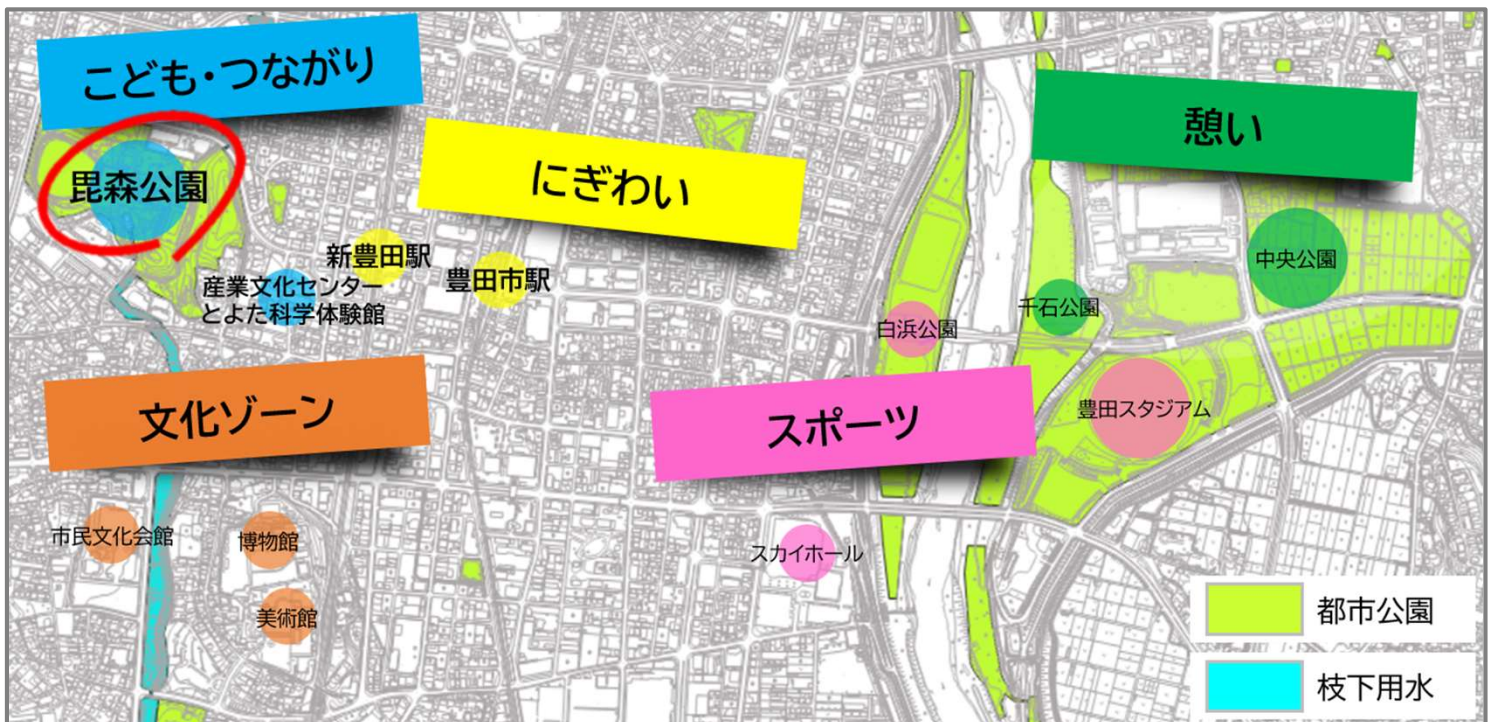 こども・つながり
毘森公園
にぎわい
憩い
新豊田駅
豊田市駅
産業文化センター
とよた科学体験館
中央公園
千石公園
白浜公園
文化ゾーン
スポーツ
豊田スタジアム
市民文化会館
博物館
美術館
スカイホール
都市公園
枝下用水